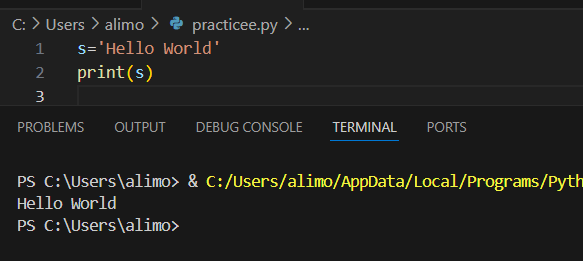 C: > Users > alimo > practicee.py > ...
1 s='Hello World'
2 print(s)
3
PROBLEMS OUTPUT DEBUG CONSOLE TERMINAL PORTS
PS C:\Users\alimo> & C:/Users/alimo/AppData/Local/Programs/Pyth
Hello World
PS C:\Users\alimo>